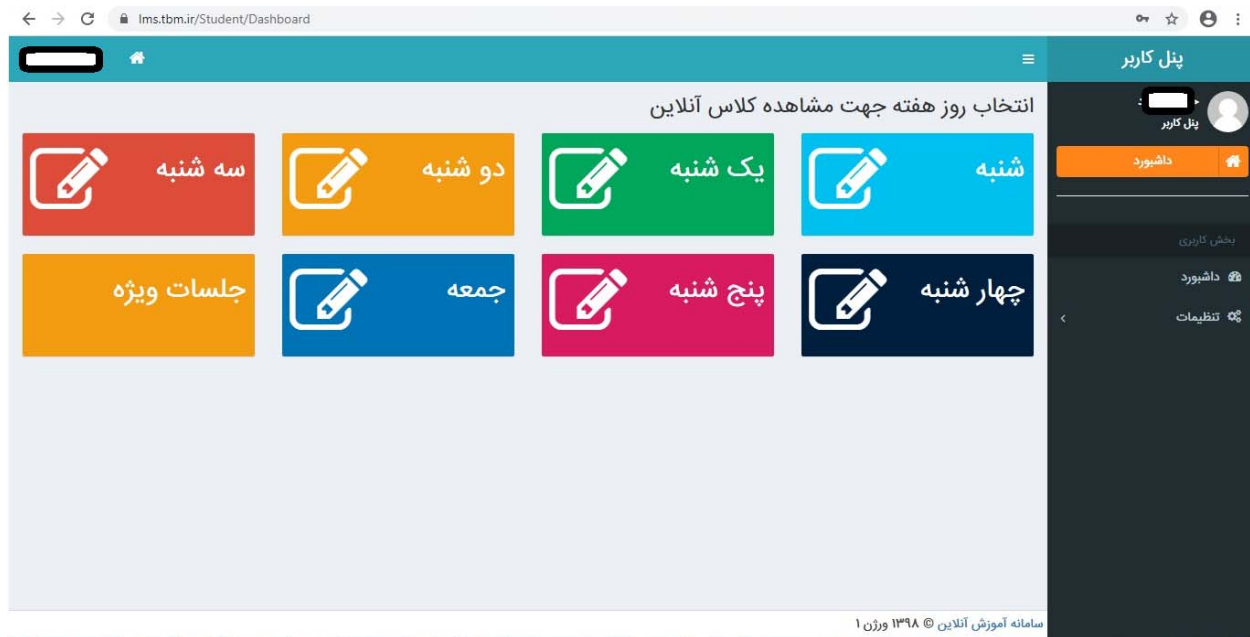 lms.tbm.ir/Student/Dashboard
پنل کاربر
پنل کاربر
داشبورد
بخش کاربری
داشبورد
تنظیمات
انتخاب روز هفته جهت مشاهده کلاس آنلاین
شنبه
یک شنبه
دو شنبه
سه شنبه
چهار شنبه
پنج شنبه
جمعه
جلسات ویژه
سامانه آموزش آنلاین © ۱۳۹۸ ورژن ۱